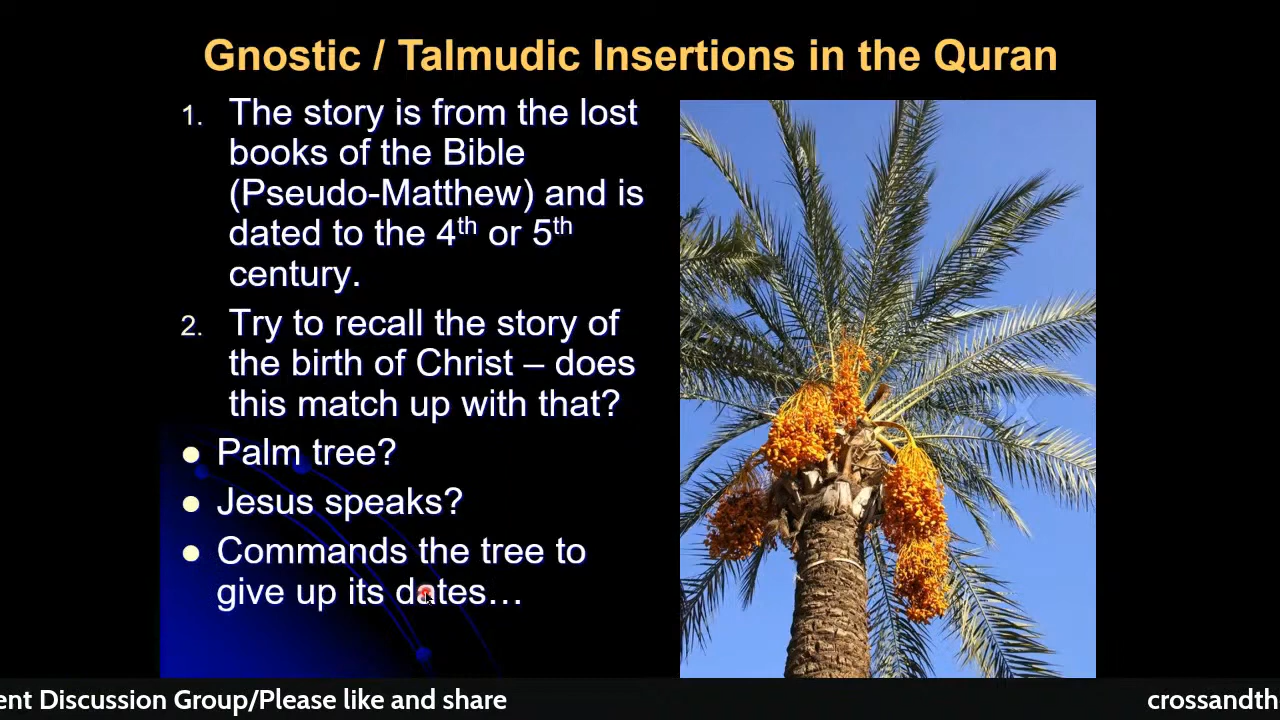 Gnostic / Talmudic Insertions in the Quran
1. The story is from the lost
books of the Bible
(Pseudo-Matthew) and is
dated to the 4th or 5th
century.
2. Try to recall the story of
the birth of Christ – does
this match up with that?
● Palm tree?
● Jesus speaks?
● Commands the tree to
give up its dates…
ent Discussion Group/Please like and share
crossandth